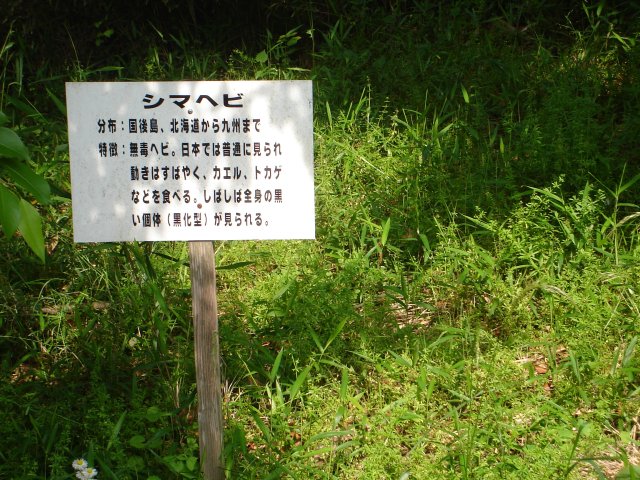 シマヘビ
分布：国後島、北海道から九州まで
特徴：無毒ヘビ。日本では普通に見られ
動きはすばやく、カエル、トカゲ
などを食べる。しばしば全身の黒
い個体（黒化型）が見られる。